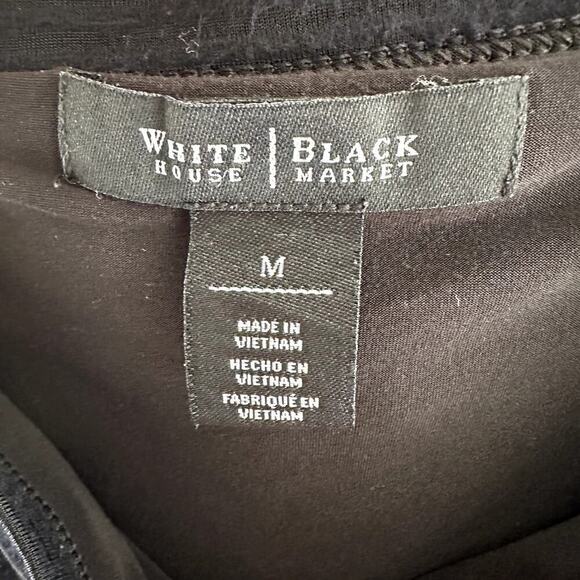 WHITE | BLACK
HOUSE | MARKET
M
MADE IN
VIETNAM
HECHO EN
VIETNAM
FABRIQUÉ EN
VIETNAM